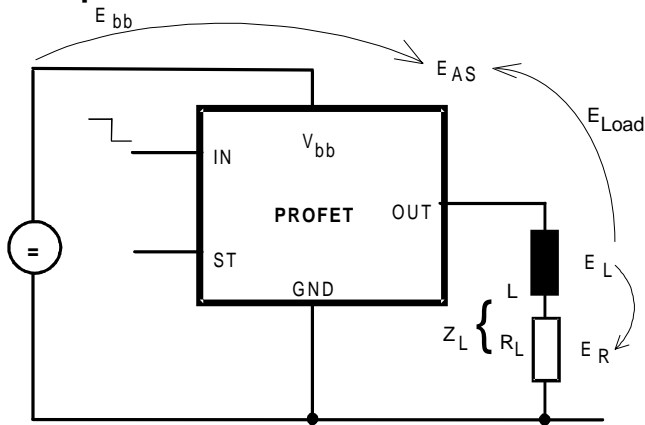 E bb
E AS
E Load
V bb
IN
PROFET
OUT
=
ST
GND
E L
L
Z L {
R L
E R